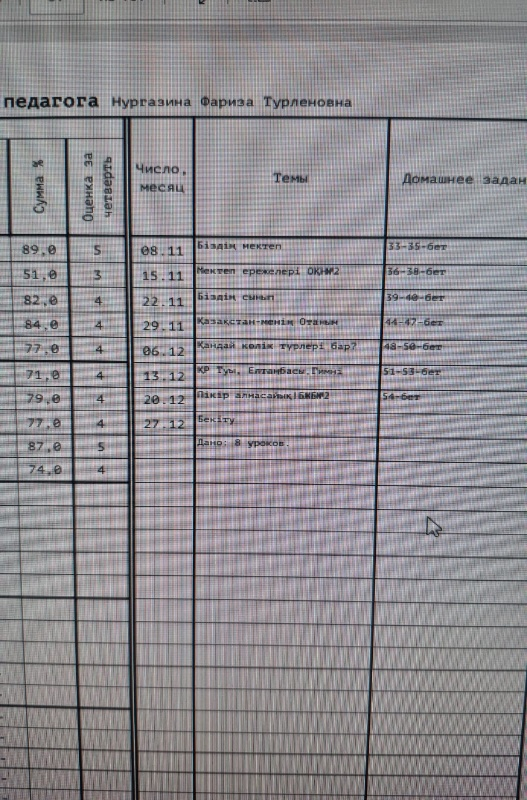 педагога Нургазина Фариза Турленовна
Сумма % Оценка за четверть Число, месяц Темы Домашнее задан
89,0 5 08.11 Біздің мектеп 33-35-бет
51,0 3 15.11 Мектеп ережелері 36-38-бет
82,0 4 22.11 Біздің сынып 39-40-бет
84,0 4 29.11 Қазақстан-менің Отаным 44-47-бет
77,0 4 06.12 Қандай көлік түрлері бар? 48-50-бет
71,0 4 13.12 ҚР Туы, Елтаңбасы, Гимні 51-53-бет
79,0 4 20.12 Пікір алмасайық!БЖБ№2 54-бет
77,0 4 27.12 Бекіту
87,0 5 Дано: 8 уроков.
74,0 4